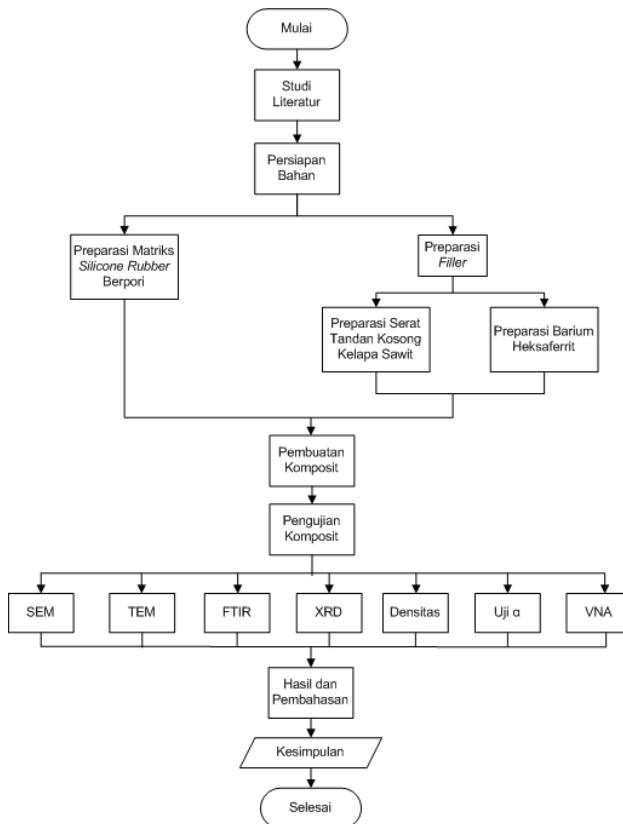 Mulai
Studi
Literatur
Persiapan
Bahan
Preparasi Matriks
Silicone Rubber
Berpori
Preparasi
Filler
Preparasi Serat
Tandan Kosong
Kelapa Sawit
Preparasi Barium
Heksaferrit
Pembuatan
Komposit
Pengujian
Komposit
SEM
TEM
FTIR
XRD
Densitas
Uji α
VNA
Hasil dan
Pembahasan
Kesimpulan
Selesai